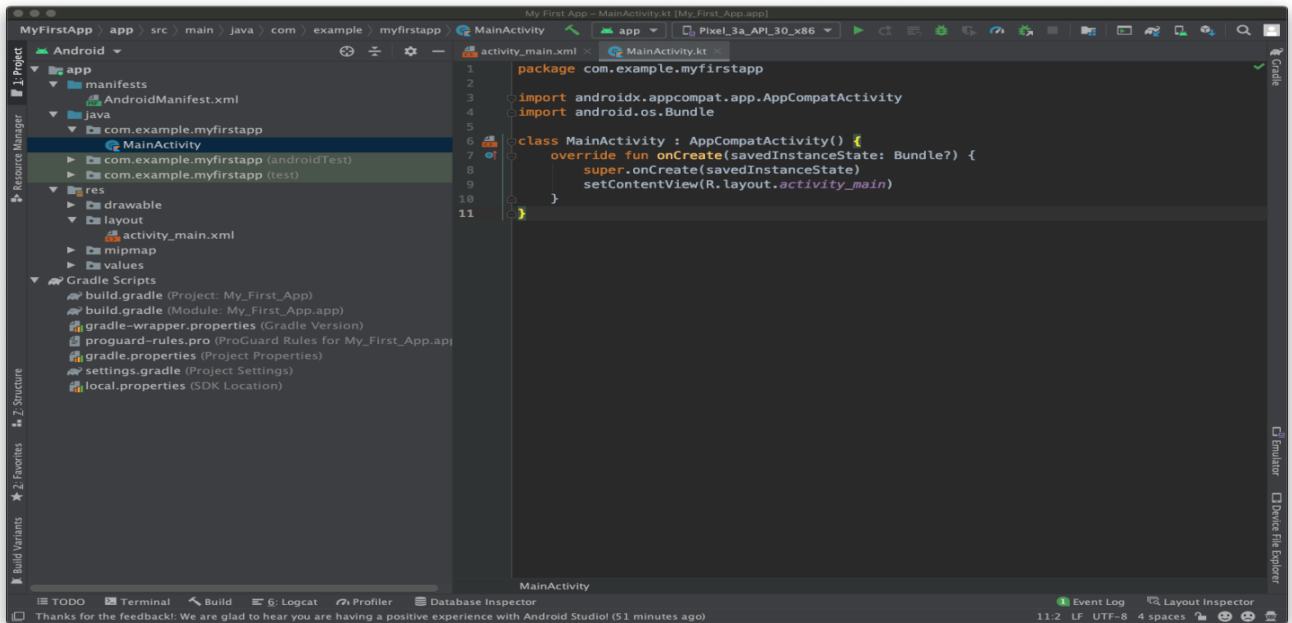 My First App – MainActivity.kt [My_First_App.app]
MyFirstApp app src main java com example myfirstapp MainActivity app Pixel_3a_API_30_x86
1: Project
Resource Manager
Z: Structure
2: Favorites
Build Variants
Android
app
manifests
AndroidManifest.xml
java
com.example.myfirstapp
MainActivity
com.example.myfirstapp (androidTest)
com.example.myfirstapp (test)
res
drawable
layout
activity_main.xml
mipmap
values
Gradle Scripts
build.gradle (Project: My_First_App)
build.gradle (Module: My_First_App.app)
gradle-wrapper.properties (Gradle Version)
proguard-rules.pro (ProGuard Rules for My_First_App.app
gradle.properties (Project Properties)
settings.gradle (Project Settings)
local.properties (SDK Location)
activity_main.xml MainActivity.kt
1 package com.example.myfirstapp
2
3 import androidx.appcompat.app.AppCompatActivity
4 import android.os.Bundle
5
6 class MainActivity : AppCompatActivity() {
7 override fun onCreate(savedInstanceState: Bundle?) {
8 super.onCreate(savedInstanceState)
9 setContentView(R.layout.activity_main)
10 }
11 }
MainActivity
Gradle
Emulator
Device File Explorer
TODO Terminal Build 6: Logcat Profiler Database Inspector 1 Event Log Layout Inspector
Thanks for the feedback!: We are glad to hear you are having a positive experience with Android Studio! (51 minutes ago) 11:2 LF UTF-8 4 spaces